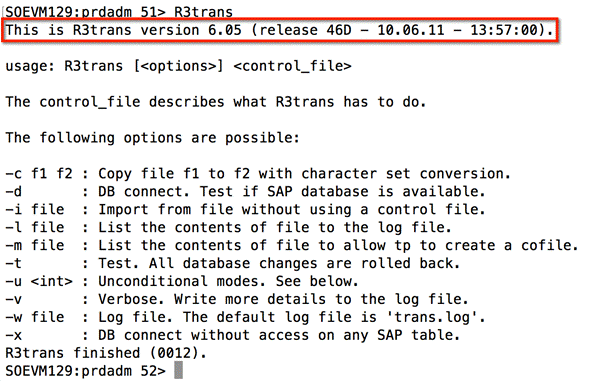 SOEVM129:prdadm 51> R3trans
This is R3trans version 6.05 (release 46D - 10.06.11 - 13:57:00).
usage: R3trans [<options>] <control_file>
The control_file describes what R3trans has to do.
The following options are possible:
-c f1 f2 : Copy file f1 to f2 with character set conversion.
-d       : DB connect. Test if SAP database is available.
-i file  : Import from file without using a control file.
-l file  : List the contents of file to the log file.
-m file  : List the contents of file to allow tp to create a cofile.
-t       : Test. All database changes are rolled back.
-u <int> : Unconditional modes. See below.
-v       : Verbose. Write more details to the log file.
-w file  : Log file. The default log file is 'trans.log'.
-x       : DB connect without access on any SAP table.
R3trans finished (0012).
SOEVM129:prdadm 52>